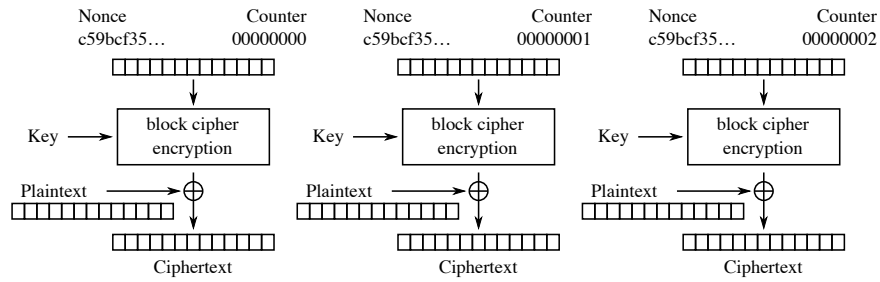 Nonce Counter Nonce Counter Nonce Counter
c59bcf35… 00000000 c59bcf35… 00000001 c59bcf35… 00000002
block cipher block cipher block cipher
Key Key Key
encryption encryption encryption
Plaintext Plaintext Plaintext
Ciphertext Ciphertext Ciphertext